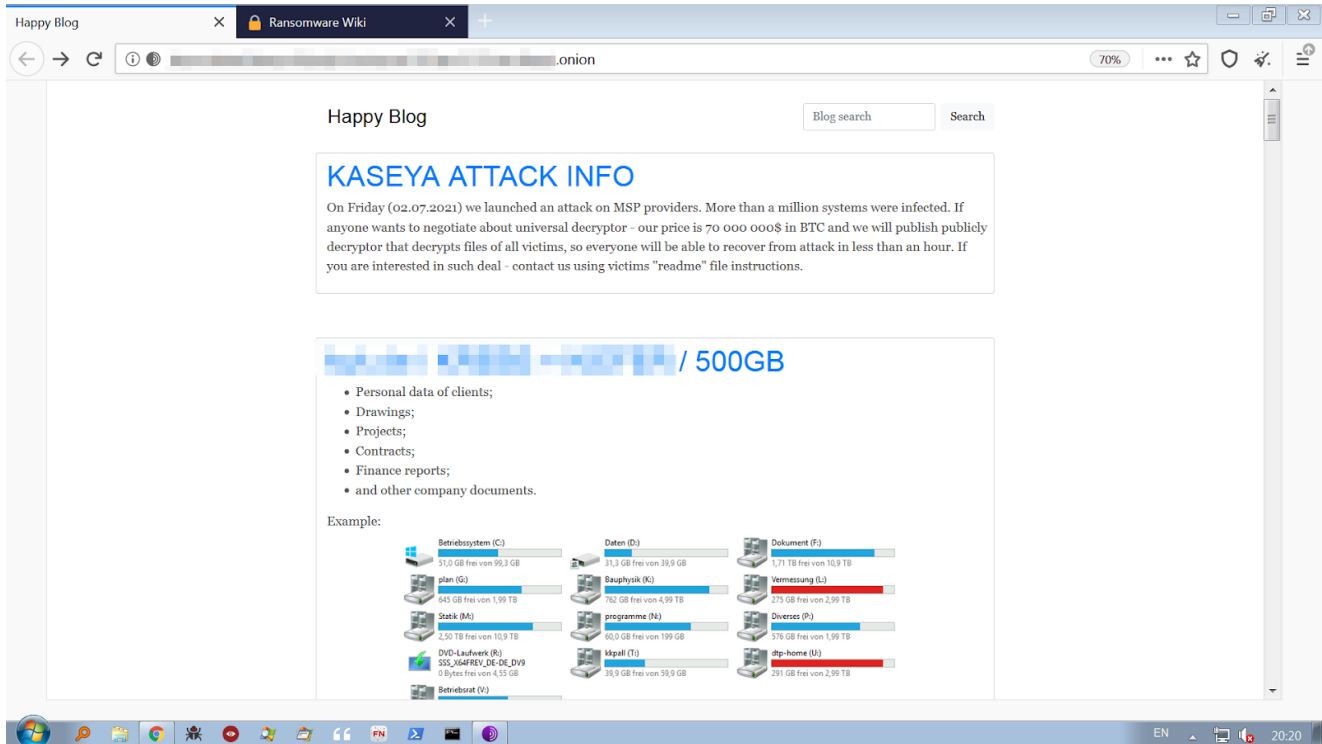 Happy Blog
Ransomware Wiki
.onion
70%
Happy Blog
Blog search
Search
KASEYA ATTACK INFO
On Friday (02.07.2021) we launched an attack on MSP providers. More than a million systems were infected. If
anyone wants to negotiate about universal decryptor - our price is 70 000 000$ in BTC and we will publish publicly
decryptor that decrypts files of all victims, so everyone will be able to recover from attack in less than an hour. If
you are interested in such deal - contact us using victims "readme" file instructions.
/ 500GB
• Personal data of clients;
• Drawings;
• Projects;
• Contracts;
• Finance reports;
• and other company documents.
Example:
Betriebssystem (C:)
51,0 GB frei von 99,3 GB
Daten (D:)
31,3 GB frei von 39,9 GB
Dokument (F:)
1,71 TB frei von 10,9 TB
plan (G:)
645 GB frei von 1,99 TB
Bauphysik (K:)
762 GB frei von 4,99 TB
Vermessung (L:)
275 GB frei von 2,99 TB
Statik (M:)
2,50 TB frei von 10,9 TB
programme (N:)
60,0 GB frei von 199 GB
Diverses (P:)
576 GB frei von 1,99 TB
DVD-Laufwerk (R:)
SSS_X64FREV_DE-DE_DV9
0 Bytes frei von 4,55 GB
kkpall (T:)
39,9 GB frei von 59,9 GB
dtp-home (U:)
291 GB frei von 2,99 TB
Betriebsrat (V:)
FN
EN
20:20